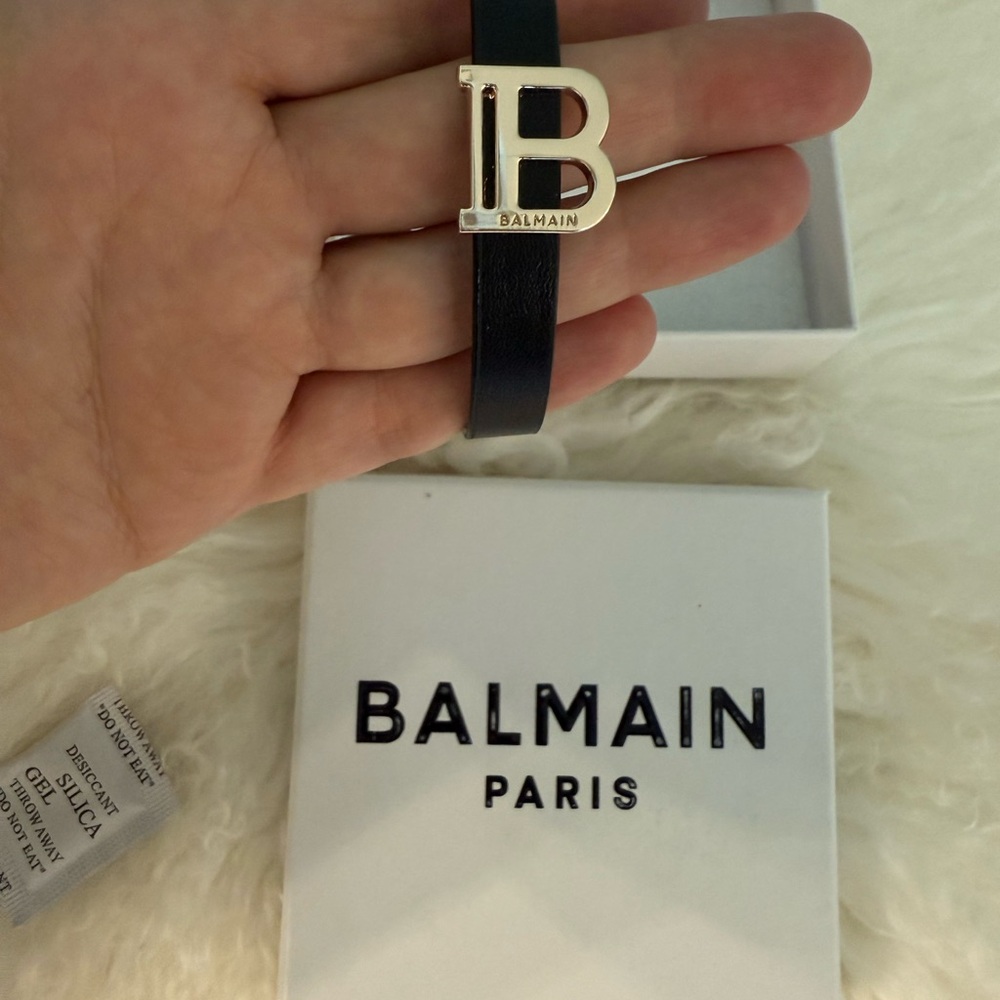 BALMAIN
BALMAIN
PARIS
THROW AWAY
"DO NOT EAT"
DESICCANT
SILICA
GEL
THROW AWAY
"DO NOT EAT"